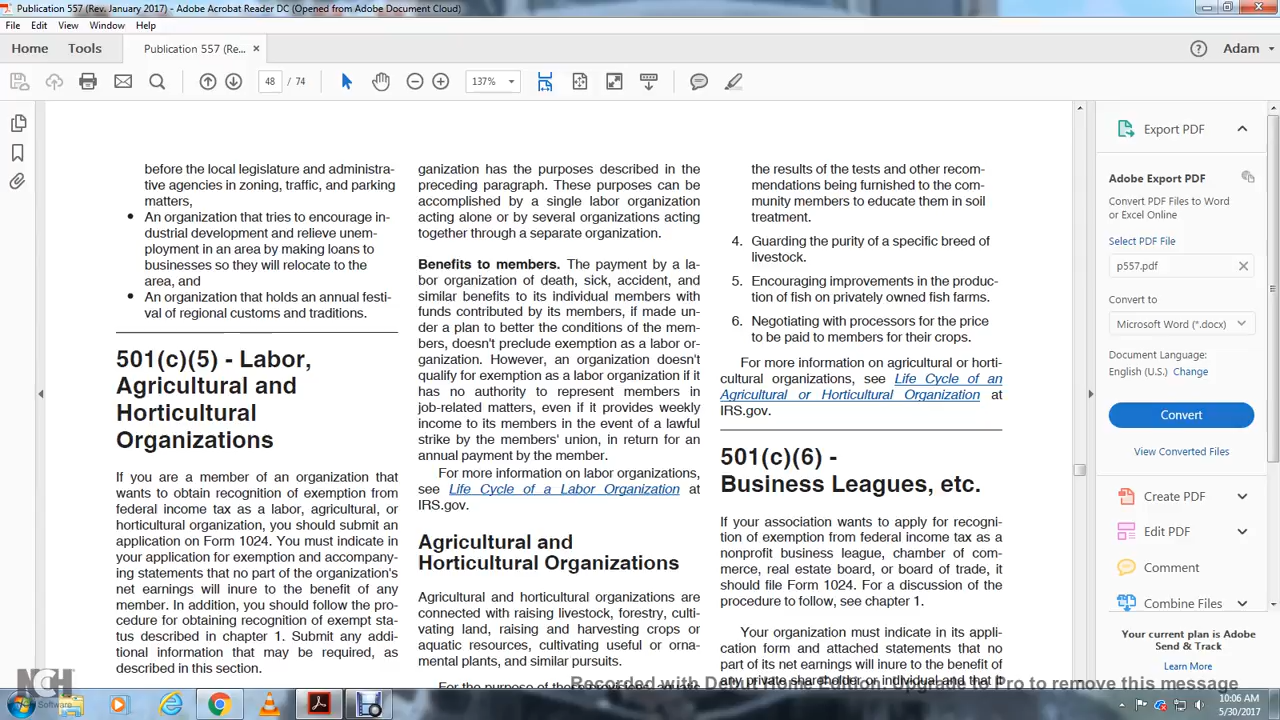 Publication 557 (Rev. January 2017) - Adobe Acrobat Reader DC (Opened from Adobe Document Cloud)
File Edit View Window Help
Home Tools Publication 557 (Re... × Adam
48 / 74 137%
before the local legislature and administra-
tive agencies in zoning, traffic, and parking
matters,
• An organization that tries to encourage in-
dustrial development and relieve unem-
ployment in an area by making loans to
businesses so they will relocate to the
area, and
• An organization that holds an annual festi-
val of regional customs and traditions.
501(c)(5) - Labor,
Agricultural and
Horticultural
Organizations
If you are a member of an organization that
wants to obtain recognition of exemption from
federal income tax as a labor, agricultural, or
horticultural organization, you should submit an
application on Form 1024. You must indicate in
your application for exemption and accompany-
ing statements that no part of the organization's
net earnings will inure to the benefit of any
member. In addition, you should follow the pro-
cedure for obtaining recognition of exempt sta-
tus described in chapter 1. Submit any addi-
tional information that may be required, as
described in this section.
ganization has the purposes described in the
preceding paragraph. These purposes can be
accomplished by a single labor organization
acting alone or by several organizations acting
together through a separate organization.
Benefits to members. The payment by a la-
bor organization of death, sick, accident, and
similar benefits to its individual members with
funds contributed by its members, if made un-
der a plan to better the conditions of the mem-
bers, doesn't preclude exemption as a labor or-
ganization. However, an organization doesn't
qualify for exemption as a labor organization if it
has no authority to represent members in
job-related matters, even if it provides weekly
income to its members in the event of a lawful
strike by the members' union, in return for an
annual payment by the member.
For more information on labor organizations,
see Life Cycle of a Labor Organization at
IRS.gov.
Agricultural and
Horticultural Organizations
Agricultural and horticultural organizations are
connected with raising livestock, forestry, culti-
vating land, raising and harvesting crops or
aquatic resources, cultivating useful or orna-
mental plants, and similar pursuits.
For the purpose of these provisions, aquatic
the results of the tests and other recom-
mendations being furnished to the com-
munity members to educate them in soil
treatment.
4. Guarding the purity of a specific breed of
livestock.
5. Encouraging improvements in the produc-
tion of fish on privately owned fish farms.
6. Negotiating with processors for the price
to be paid to members for their crops.
For more information on agricultural or horti-
cultural organizations, see Life Cycle of an
Agricultural or Horticultural Organization at
IRS.gov.
501(c)(6) -
Business Leagues, etc.
If your association wants to apply for recogni-
tion of exemption from federal income tax as a
nonprofit business league, chamber of com-
merce, real estate board, or board of trade, it
should file Form 1024. For a discussion of the
procedure to follow, see chapter 1.
Your organization must indicate in its appli-
cation form and attached statements that no
part of its net earnings will inure to the benefit of
any private shareholder or individual and that it
Export PDF
Adobe Export PDF
Convert PDF Files to Word
or Excel Online
Select PDF File
p557.pdf
Convert to
Microsoft Word (*.docx)
Document Language:
English (U.S.) Change
Convert
View Converted Files
Create PDF
Edit PDF
Comment
Combine Files
Your current plan is Adobe
Send & Track
Learn More
NCH
Software
Home Edition. Upgrade to Pro to remove this message
10:06 AM
5/30/2017